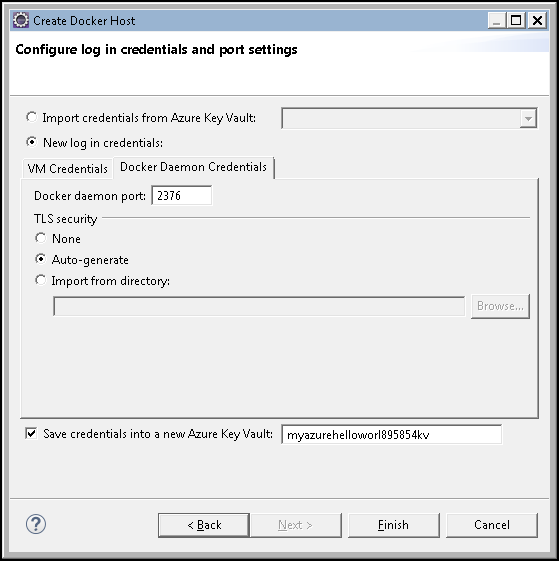 Create Docker Host
Configure log in credentials and port settings
Import credentials from Azure Key Vault:
New log in credentials:
VM Credentials Docker Daemon Credentials
Docker daemon port: 2376
TLS security
None
Auto-generate
Import from directory:
Browse...
Save credentials into a new Azure Key Vault: myazurehelloworl895854kv
? < Back Next > Finish Cancel